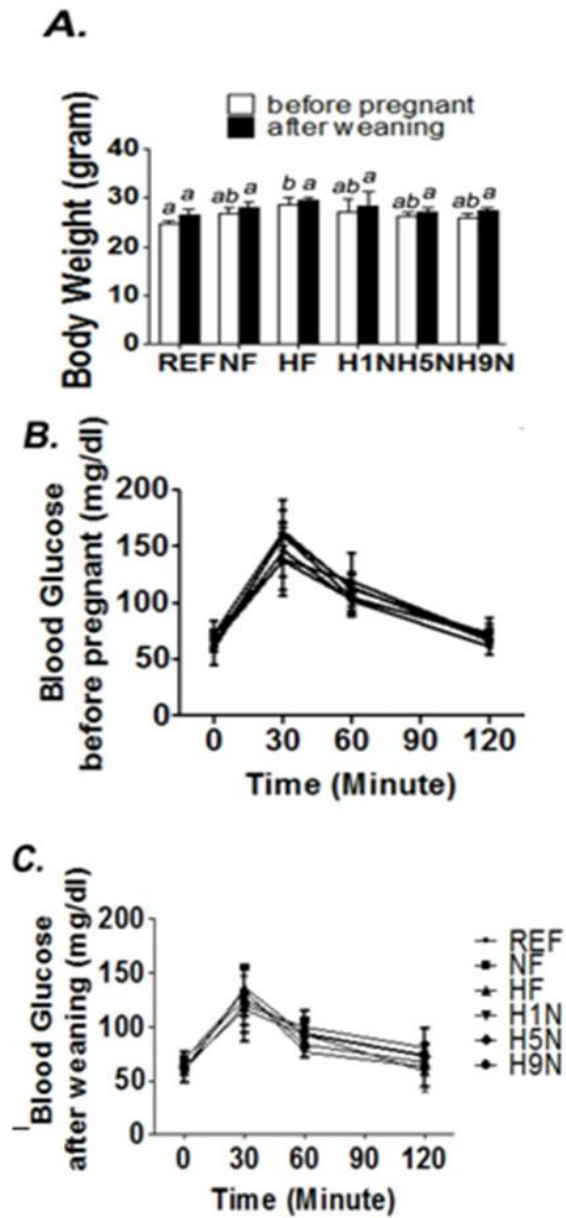 A.
before pregnant
after weaning
Body Weight (gram)
40
30
20
10
0
a a ab a b a ab a ab a ab a
REF NF HF H1N H5N H9N
B.
Blood Glucose
before pregnant (mg/dl)
200
150
100
50
0
0 30 60 90 120
Time (Minute)
C.
Blood Glucose
after weaning (mg/dl)
200
150
100
50
0
0 30 60 90 120
Time (Minute)
REF
NF
HF
H1N
H5N
H9N